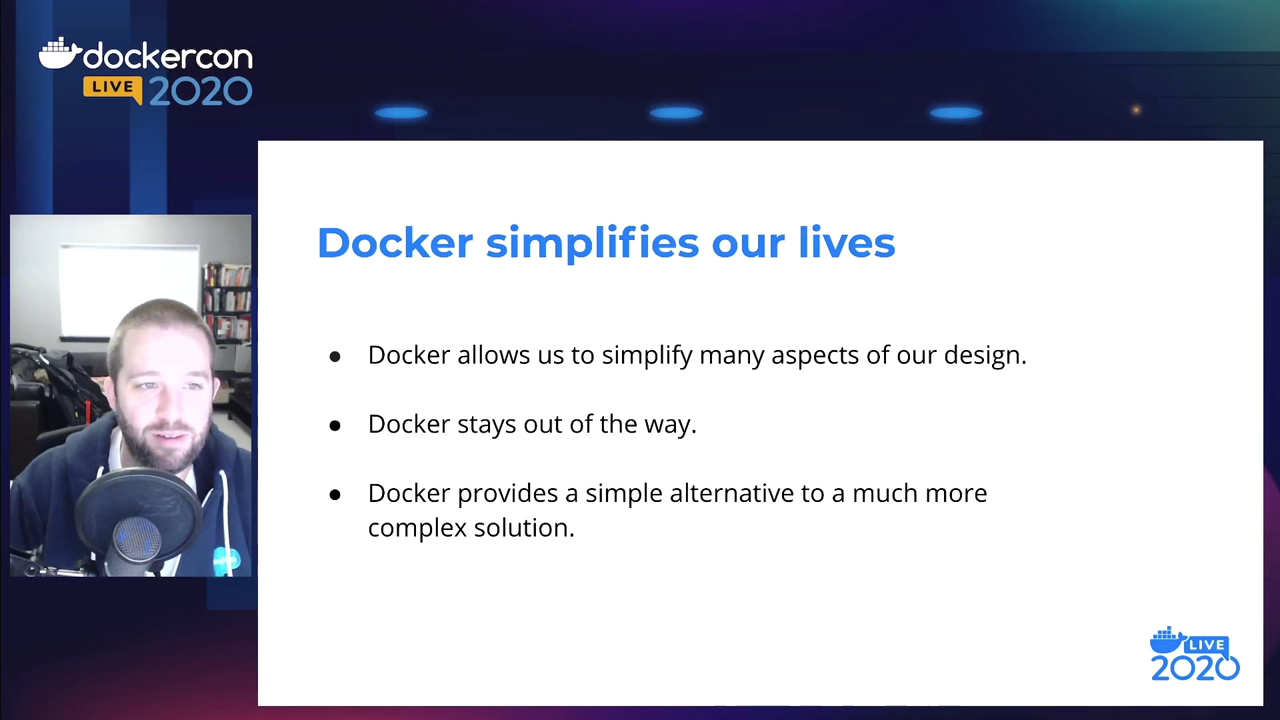 dockercon
LIVE 2020
Docker simplifies our lives
● Docker allows us to simplify many aspects of our design.
● Docker stays out of the way.
● Docker provides a simple alternative to a much more
complex solution.
LIVE
2020